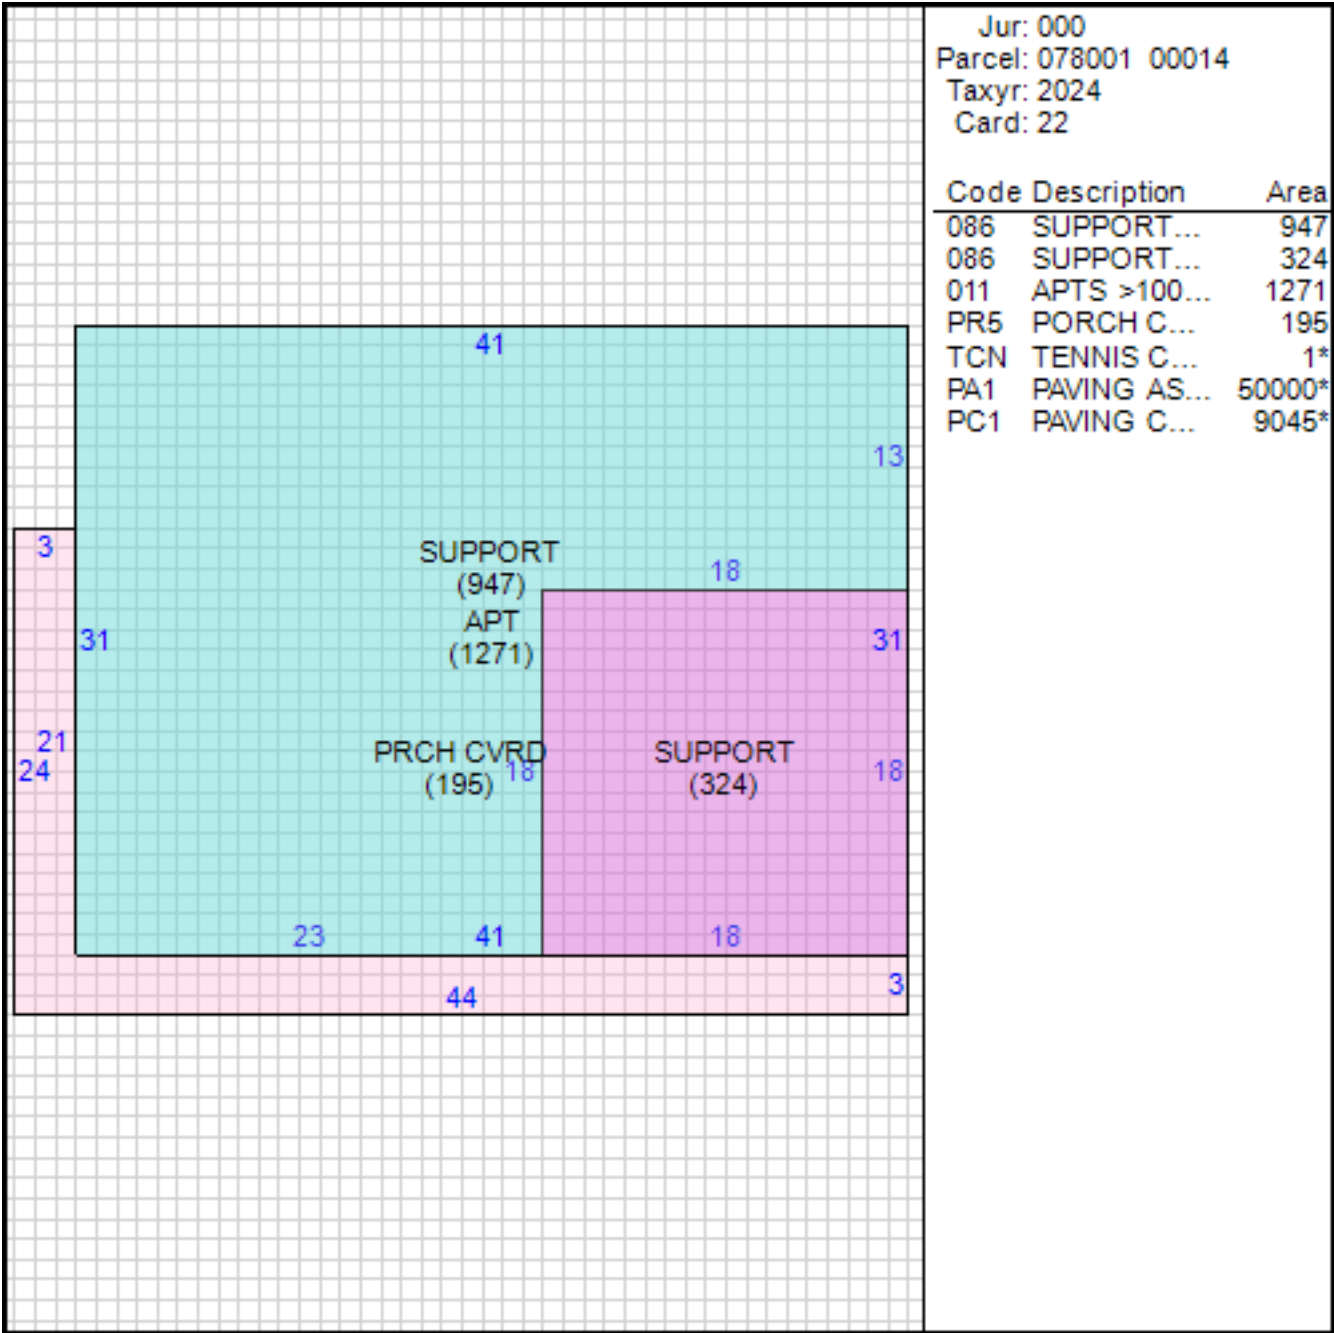 Jur: 000
Parcel: 078001 00014
Taxyr: 2024
Card: 22
Code Description Area
086 SUPPORT... 947
086 SUPPORT... 324
011 APTS >100... 1271
PR5 PORCH C... 195
TCN TENNIS C... 1*
PA1 PAVING AS... 50000*
PC1 PAVING C... 9045*
41
13
3
SUPPORT
(947)
18
APT
(1271)
31
31
21
24
PRCH CVRD
(195)
18
SUPPORT
(324)
18
23
41
18
44
3